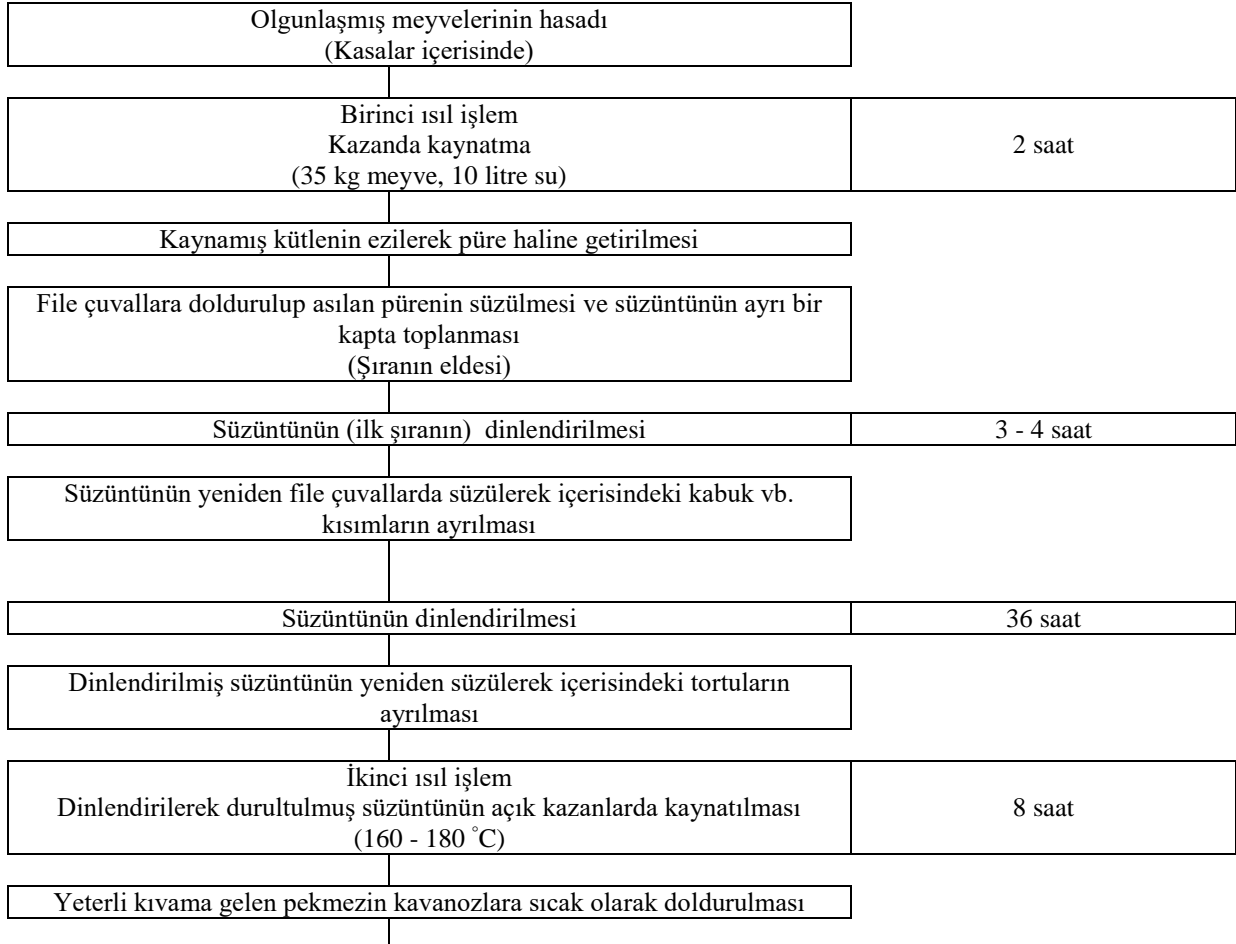 Olgunlaşmış meyvelerinin hasadı
(Kasalar içerisinde)
Birinci ısıl işlem
Kazanda kaynatma
(35 kg meyve, 10 litre su)
2 saat
Kaynamış kütlenin ezilerek püre haline getirilmesi
File çuvallara doldurulup asılan pürenin süzülmesi ve süzüntünün ayrı bir
kapta toplanması
(Şıranın eldesi)
Süzüntünün (ilk şıranın) dinlendirilmesi
3 - 4 saat
Süzüntünün yeniden file çuvallarda süzülerek içerisindeki kabuk vb.
kısımların ayrılması
Süzüntünün dinlendirilmesi
36 saat
Dinlendirilmiş süzüntünün yeniden süzülerek içerisindeki tortuların
ayrılması
İkinci ısıl işlem
Dinlendirilerek durultulmuş süzüntünün açık kazanlarda kaynatılması
(160 - 180 °C)
8 saat
Yeterli kıvama gelen pekmezin kavanozlara sıcak olarak doldurulması